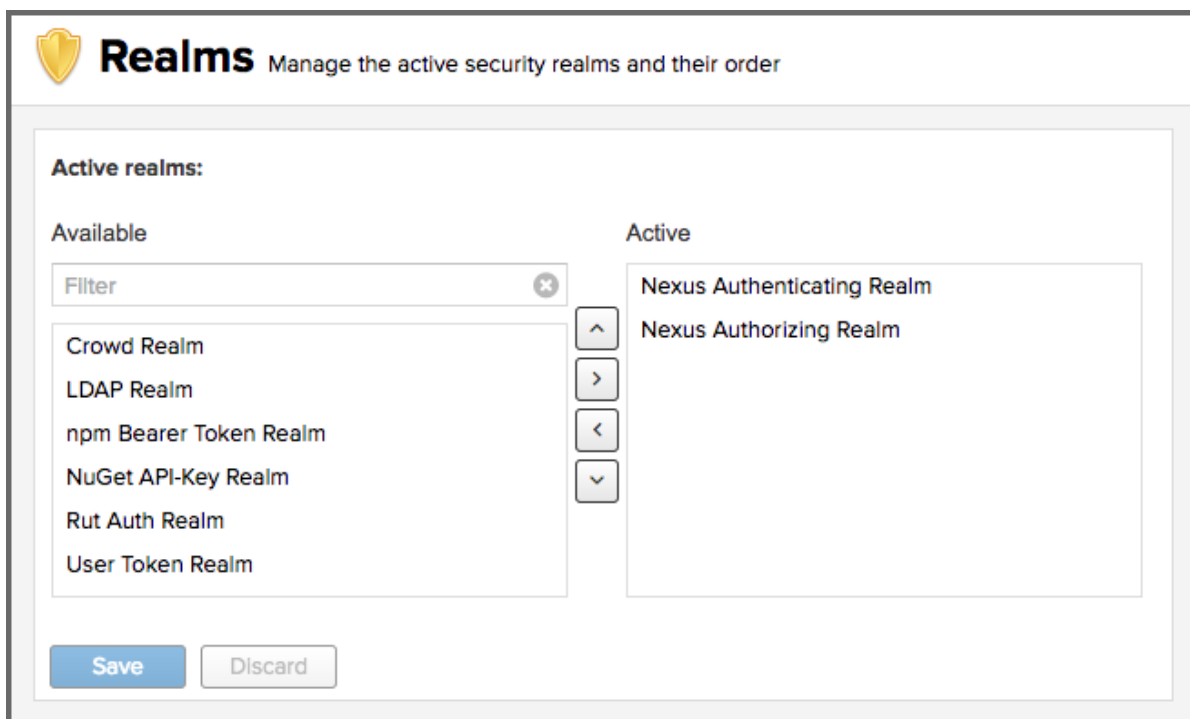 Realms Manage the active security realms and their order
Active realms:
Available
Active
Filter
Crowd Realm
LDAP Realm
npm Bearer Token Realm
NuGet API-Key Realm
Rut Auth Realm
User Token Realm
Nexus Authenticating Realm
Nexus Authorizing Realm
Save
Discard